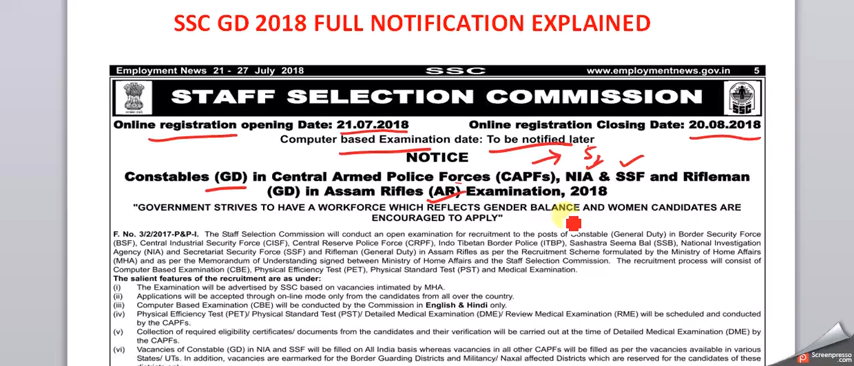 SSC GD 2018 FULL NOTIFICATION EXPLAINED
Employment News 21 - 27 July 2018 SSC www.employmentnews.gov.in 5
STAFF SELECTION COMMISSION
SSC
Online registration opening Date: 21.07.2018 Online registration Closing Date: 20.08.2018
Computer based Examination date: To be notified later
NOTICE
Constables (GD) in Central Armed Police Forces (CAPFs), NIA & SSF and Rifleman
(GD) in Assam Rifles (AR) Examination, 2018
"GOVERNMENT STRIVES TO HAVE A WORKFORCE WHICH REFLECTS GENDER BALANCE AND WOMEN CANDIDATES ARE
ENCOURAGED TO APPLY"
F. No. 3/2/2017-P&P-I. The Staff Selection Commission will conduct an open examination for recruitment to the posts of Constable (General Duty) in Border Security Force
(BSF), Central Industrial Security Force (CISF), Central Reserve Police Force (CRPF), Indo Tibetan Border Police (ITBP), Sashastra Seema Bal (SSB), National Investigation
Agency (NIA) and Secretariat Security Force (SSF) and Rifleman (General Duty) in Assam Rifles as per the Recruitment Scheme formulated by the Ministry of Home Affairs
(MHA) and as per the Memorandum of Understanding signed between Ministry of Home Affairs and the Staff Selection Commission. The recruitment process will consist of
Computer Based Examination (CBE), Physical Efficiency Test (PET), Physical Standard Test (PST) and Medical Examination.
The salient features of the recruitment are as under:
(i) The Examination will be advertised by SSC based on vacancies intimated by MHA.
(ii) Applications will be accepted through on-line mode only from the candidates from all over the country.
(iii) Computer Based Examination (CBE) will be conducted by the Commission in English & Hindi only.
(iv) Physical Efficiency Test (PET)/ Physical Standard Test (PST)/ Detailed Medical Examination (DME)/ Review Medical Examination (RME) will be scheduled and conducted
by the CAPFs.
(v) Collection of required eligibility certificates/ documents from the candidates and their verification will be carried out at the time of Detailed Medical Examination (DME) by
the CAPFs.
(vi) Vacancies of Constable (GD) in NIA and SSF will be filled on All India basis whereas vacancies in all other CAPFs will be filled as per the vacancies available in various
States/ UTs. In addition, vacancies are earmarked for the Border Guarding Districts and Militancy/ Naxal affected Districts which are reserved for the candidates of these
Screenpresso
.com